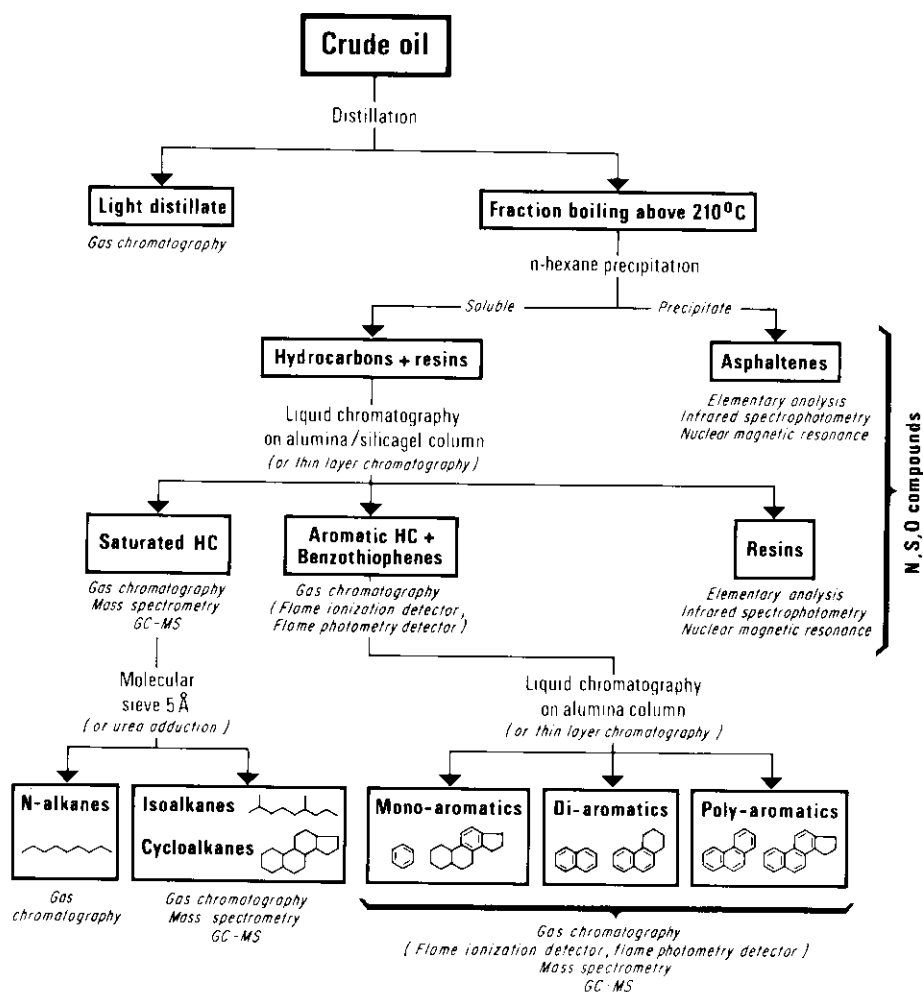 Crude oil
Distillation
Light distillate
Gas chromatography
Fraction boiling above 210°C
n-hexane precipitation
Soluble
Precipitate
Hydrocarbons + resins
Asphaltenes
Elementary analysis
Infrared spectrophotometry
Nuclear magnetic resonance
Liquid chromatography
on alumina/silicagel column
(or thin layer chromatography)
N,S,O compounds
Saturated HC
Gas chromatography
Mass spectrometry
GC-MS
Aromatic HC +
Benzothiophenes
Gas chromatography
(Flame ionization detector,
Flame photometry detector)
Resins
Elementary analysis
Infrared spectrophotometry
Nuclear magnetic resonance
Molecular
sieve 5Å
(or urea adduction)
Liquid chromatography
on alumina column
(or thin layer chromatography)
N-alkanes
Gas
chromatography
Isoalkanes
Cycloalkanes
Gas chromatography
Mass spectrometry
GC-MS
Mono-aromatics
Di-aromatics
Poly-aromatics
Gas chromatography
(Flame ionization detector, flame photometry detector)
Mass spectrometry
GC-MS